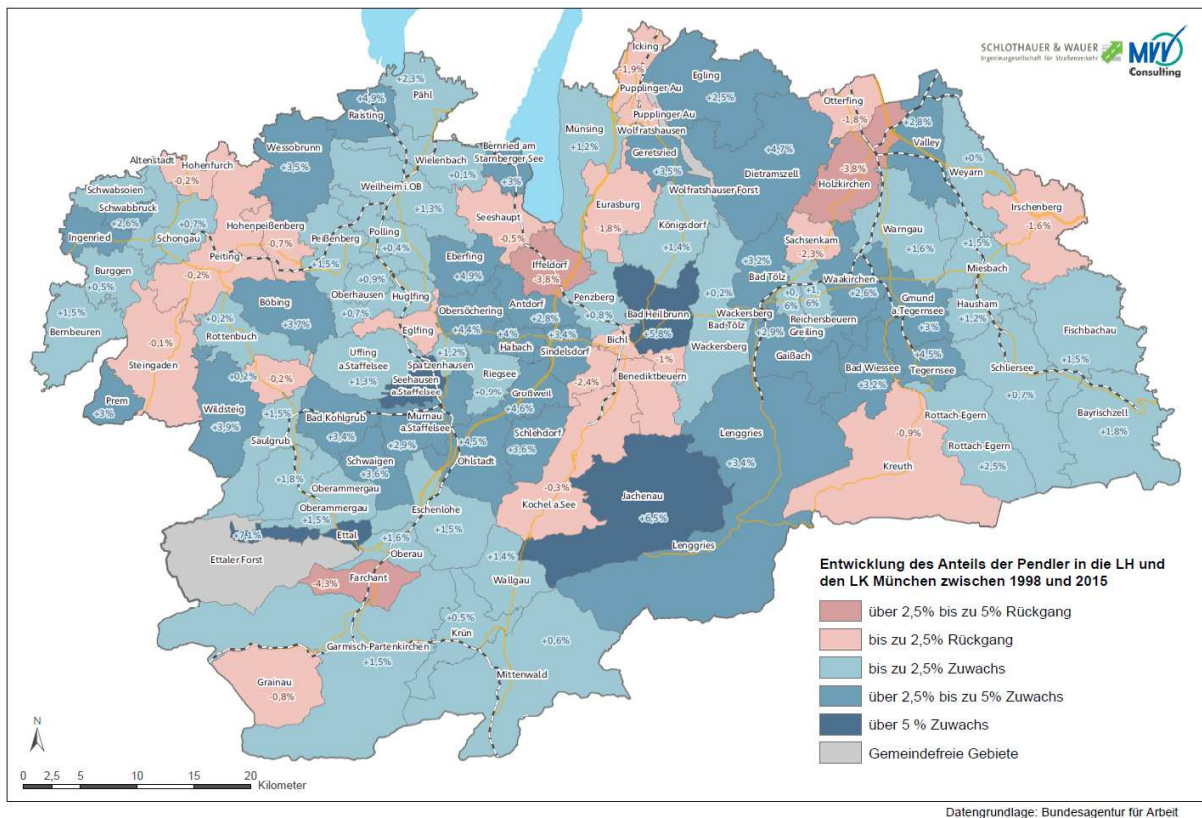 SCHLOTHAUER & WAUER
Ingenieurgesellschaft für Straßenverkehr
MVV
Consulting
Icking
-1,9%
Pupplinger Au
Pupplinger Au
Wolfratshausen
Egling
+2,5%
Otterfing
-1,8%
+2,3%
Pähl
+4,9%
Raisting
Münsing
+1,2%
Geretsried
+3,5%
+4,7%
Dietramszell
+2,8%
Valley
+0%
Weyarn
Wessobrunn
+3,5%
Wielenbach
+0,1%
Bernried am
Starnberger See
+3%
Wolfratshauser Forst
-3,8%
Holzkirchen
Altenstadt
Hohenfurch
-0,2%
Weilheim i.OB
+1,3%
Seeshaupt
-0,5%
Eurasburg
-1,8%
Königsdorf
+1,4%
Irschenberg
-1,6%
Schwabsoien
Schwabbruck
+2,6%
Ingenried
+0,7%
Schongau
Hohenpeißenberg
-0,7%
Peiting
-0,2%
Peißenberg
+1,5%
Polling
+0,4%
Sachsenkam
-2,3%
Warngau
+1,6%
+1,5%
Miesbach
Burggen
+0,5%
Eberfing
+4,9%
Iffeldorf
-3,8%
+3,2%
Bad Tölz
Waakirchen
+2,6%
+0,9%
Oberhausen
+0,7%
Huglfing
Antdorf
+2,8%
Penzberg
+0,8%
Bad Heilbrunn
+5,8%
+0,2%
Wackersberg
Bad Tölz
Wackersberg
+0,
6%
+1,
6%
Reichersbeuern
Greiling
+2,9%
Gaißach
Gmund
a.Tegernsee
+3%
Hausham
+1,2%
+1,5%
Bernbeuren
Böbing
+3,7%
+0,2%
Rottenbuch
Obersöchering
+4,4%
+4%
Habach
+3,4%
Sindelsdorf
Eglfing
Bichl
-1%
Benediktbeuern
-2,4%
Fischbachau
+1,5%
-0,1%
Steingaden
+0,2%
-0,2%
Uffing
a.Staffelsee
+1,3%
+1,2%
Spatzenhausen
Seehausen
a.Staffelsee
Riegsee
+0,9%
Großweil
+4,6%
Bad Wiessee
+3,2%
+4,5%
Tegernsee
Schliersee
+0,7%
Prem
+3%
Wildsteig
+3,9%
+1,5%
Saulgrub
Bad Kohlgrub
+3,4%
Murnau
a.Staffelsee
+2,9%
+4,5%
Ohlstadt
Schlehdorf
+3,6%
Lenggries
+3,4%
Rottach-Egern
Rottach-Egern
+2,5%
Bayrischzell
+1,8%
-0,9%
Kreuth
Schwaigen
+3,6%
+1,8%
Oberammergau
Oberammergau
+1,5%
Eschenlohe
+1,5%
-0,3%
Kochel a.See
Jachenau
+6,5%
+7,1%
Ettal
Ettaler Forst
+1,6%
Oberau
+1,4%
Wallgau
Lenggries
-4,3%
Farchant
+0,5%
Krün
+0,6%
Garmisch-Partenkirchen
+1,5%
Mittenwald
Grainau
-0,8%
Entwicklung des Anteils der Pendler in die LH und
den LK München zwischen 1998 und 2015
über 2,5% bis zu 5% Rückgang
bis zu 2,5% Rückgang
bis zu 2,5% Zuwachs
über 2,5% bis zu 5% Zuwachs
über 5 % Zuwachs
Gemeindefreie Gebiete
N
0 2,5 5 10 15 20
Kilometer
Datengrundlage: Bundesagentur für Arbeit